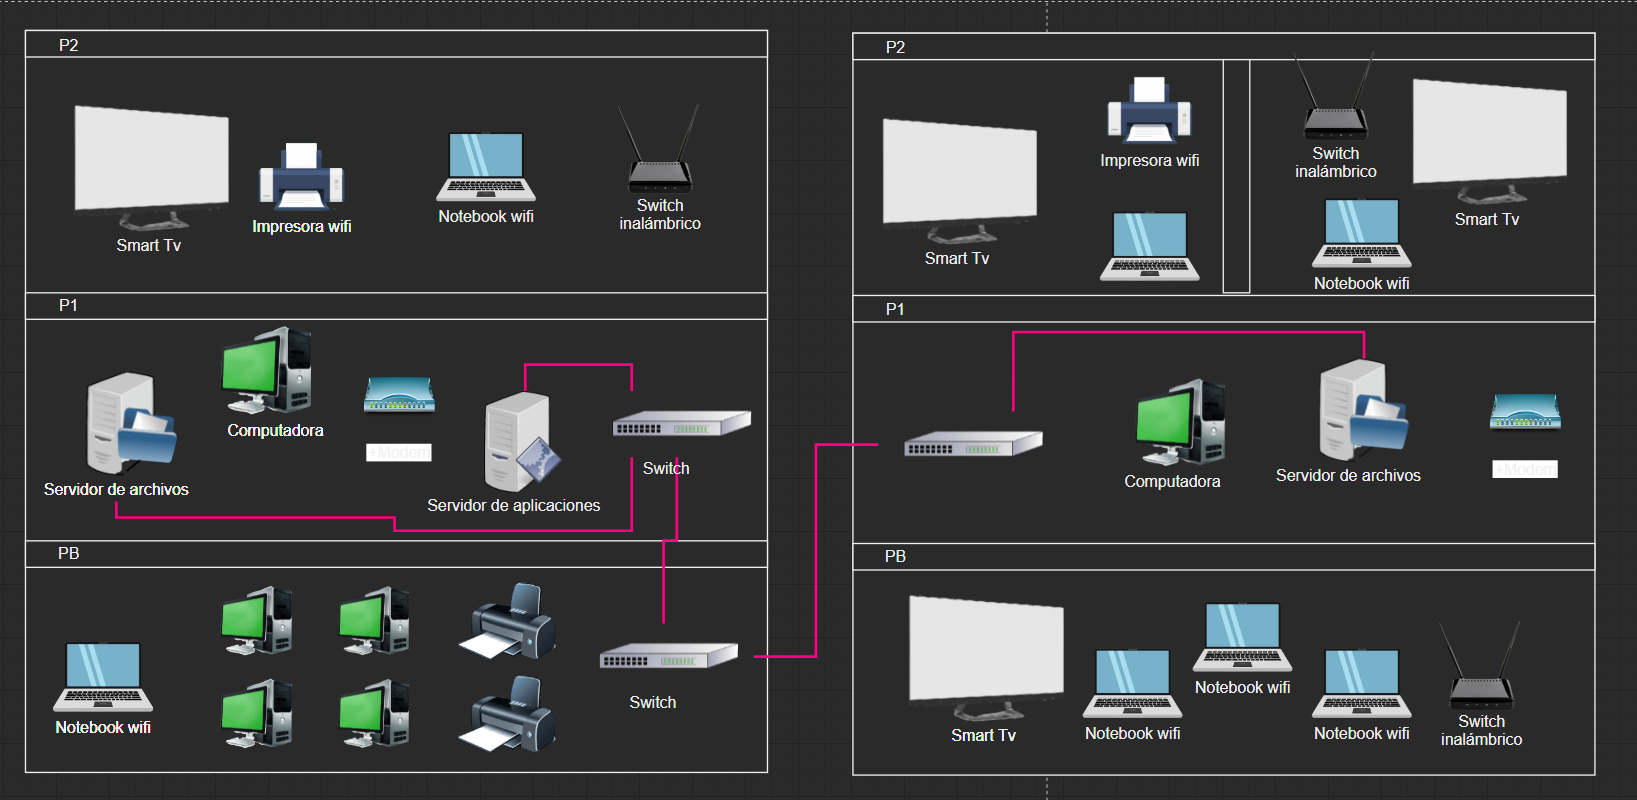 P2
Smart Tv
Impresora wifi
Notebook wifi
Switch
inalámbrico
P1
Servidor de archivos
Computadora
+Modem
Servidor de aplicaciones
Switch
PB
Notebook wifi
Switch
P2
Smart Tv
Impresora wifi
Switch
inalámbrico
Notebook wifi
Smart Tv
P1
Computadora
Servidor de archivos
+Modem
PB
Smart Tv
Notebook wifi
Notebook wifi
Notebook wifi
Switch
inalámbrico